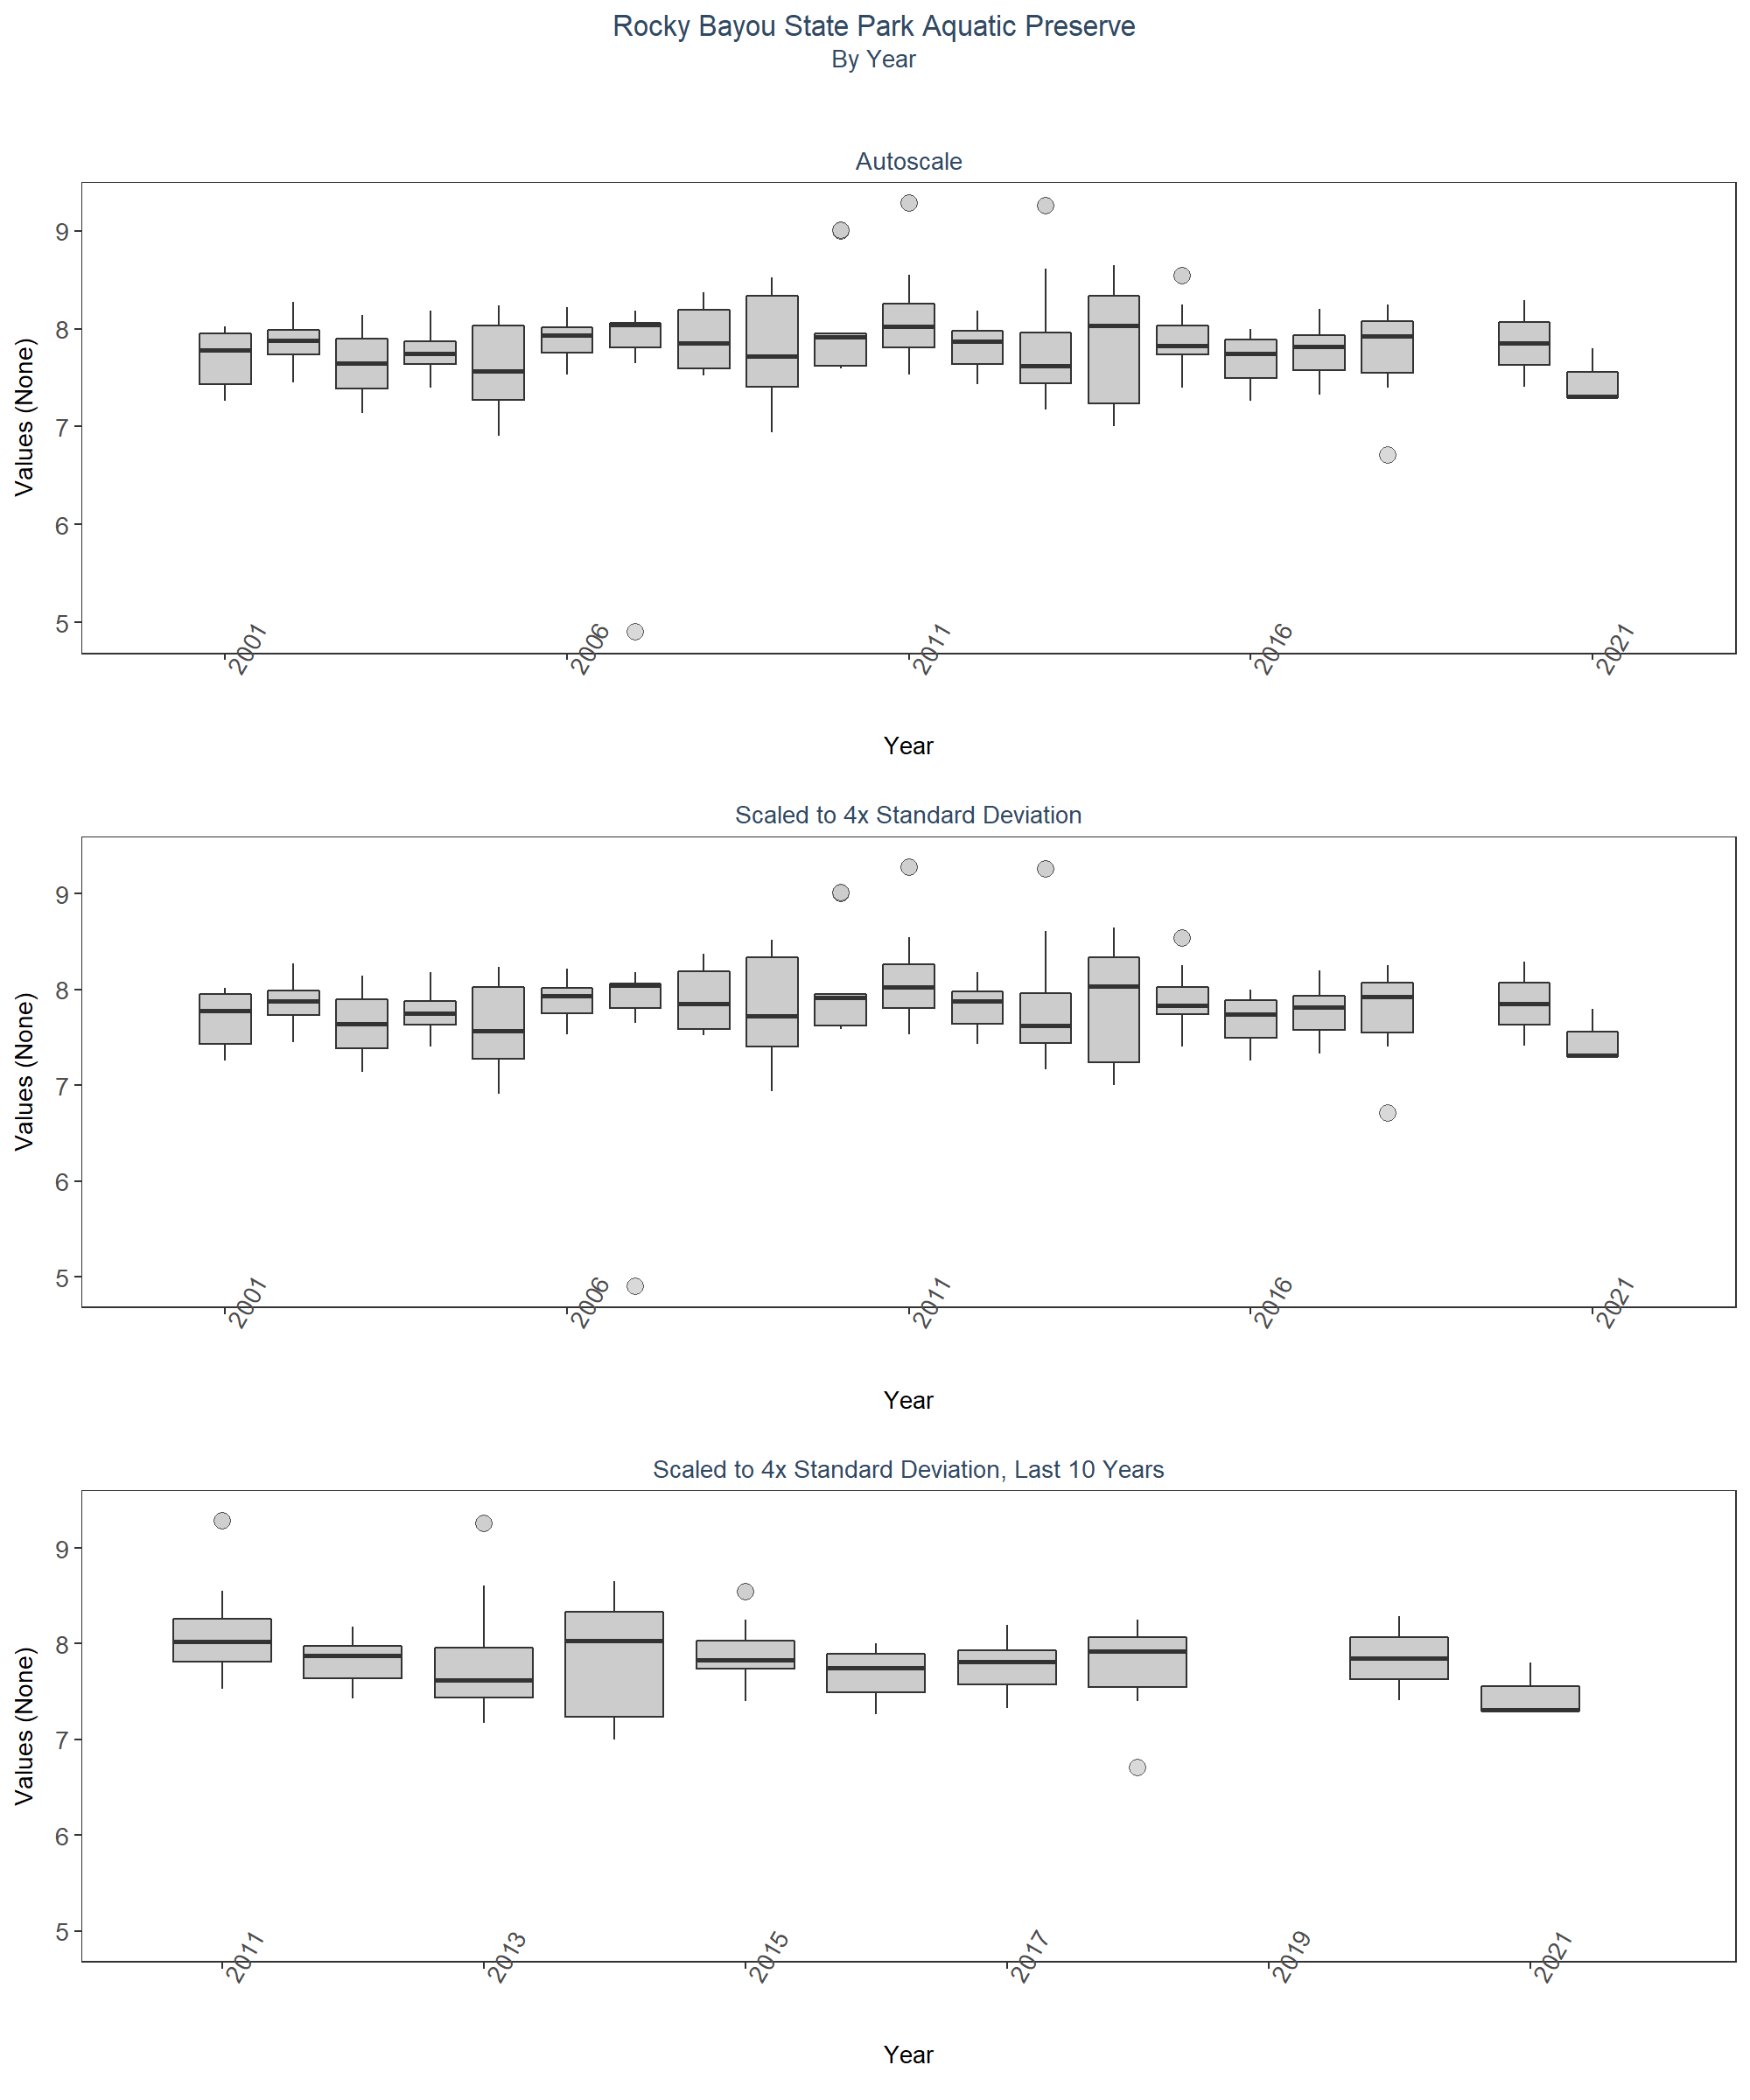 Rocky Bayou State Park Aquatic Preserve
By Year
Autoscale
Values (None)
9
8
7
6
5
2001 2006 2011 2016 2021
Year
Scaled to 4x Standard Deviation
Values (None)
9
8
7
6
5
2001 2006 2011 2016 2021
Year
Scaled to 4x Standard Deviation, Last 10 Years
Values (None)
9
8
7
6
5
2011 2013 2015 2017 2019 2021
Year